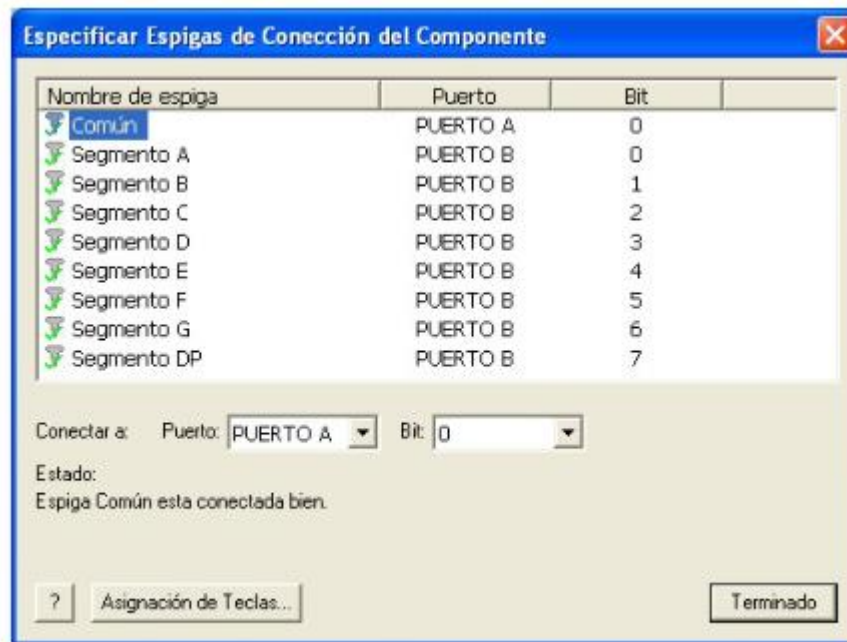 Especificar Espigas de Conección del Componente
Nombre de espiga Puerto Bit
Común PUERTO A 0
Segmento A PUERTO B 0
Segmento B PUERTO B 1
Segmento C PUERTO B 2
Segmento D PUERTO B 3
Segmento E PUERTO B 4
Segmento F PUERTO B 5
Segmento G PUERTO B 6
Segmento DP PUERTO B 7
Conectar a: Puerto: PUERTO A Bit: 0
Estado:
Espiga Común esta conectada bien.
? Asignación de Teclas... Terminado